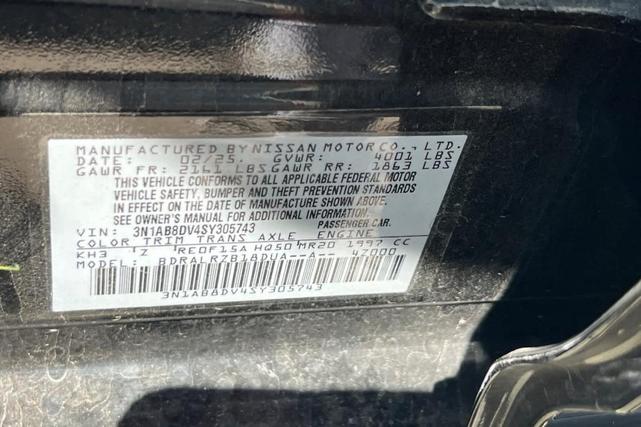 MANUFACTURED BY NISSAN MOTOR CO., LTD.
DATE: 02/25. GVWR: 4001 LBS
GAWR FR: 2161 LBS GAWR RR: 1863 LBS
THIS VEHICLE CONFORMS TO ALL APPLICABLE FEDERAL MOTOR
VEHICLE SAFETY, BUMPER AND THEFT PREVENTION STANDARDS
IN EFFECT ON THE DATE OF MANUFACTURE SHOWN ABOVE.
SEE OWNER'S MANUAL FOR ADDITIONAL INFORMATION.
VIN: 3N1AB8DV4SY305743 PASSENGER CAR.
COLOR TRIM TRANS AXLE ENGINE
KH3 Z RE0F15A HQ50 MR20 1997 CC
MODEL: BDRALRZB18DUA--A-- 47000
3N1AB8DV4SY305743